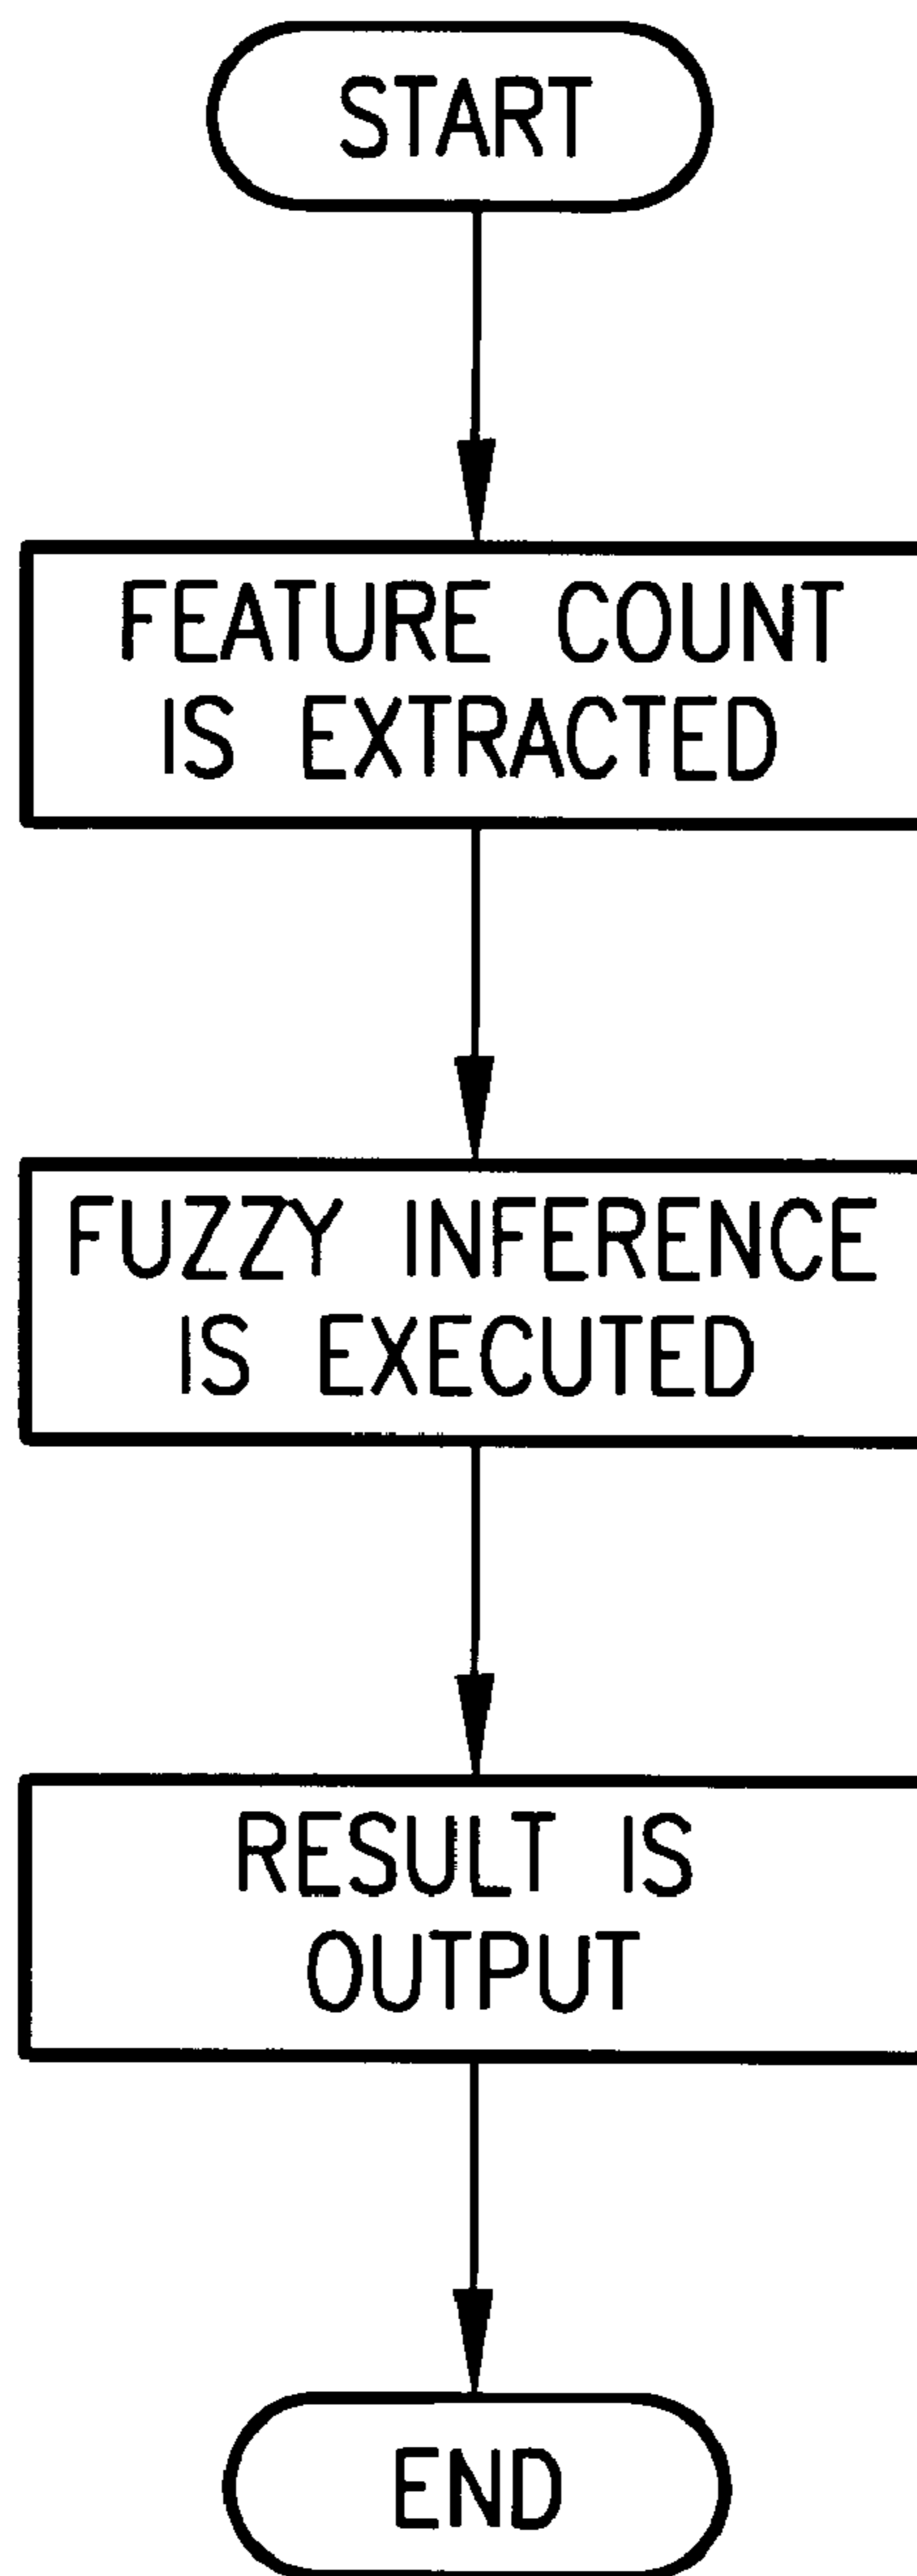 START
FEATURE COUNT
IS EXTRACTED
FUZZY INFERENCE
IS EXECUTED
RESULT IS
OUTPUT
END